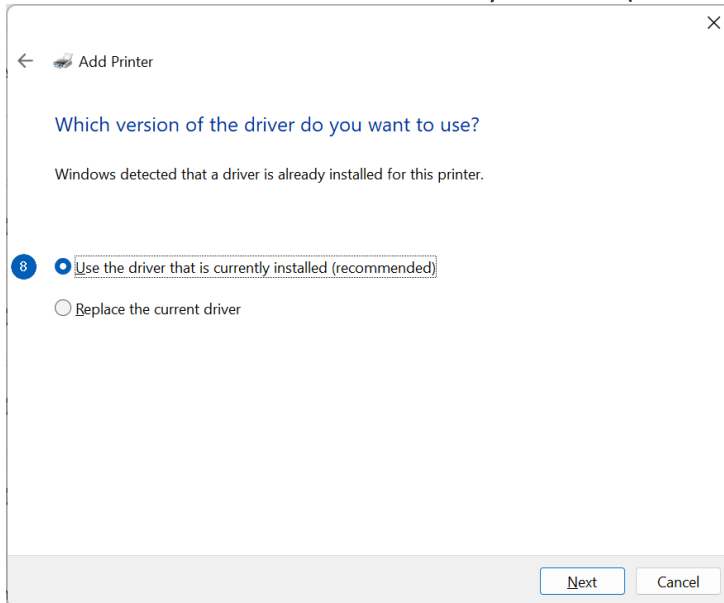 Add Printer
Which version of the driver do you want to use?
Windows detected that a driver is already installed for this printer.
8 Use the driver that is currently installed (recommended)
Replace the current driver
Next Cancel